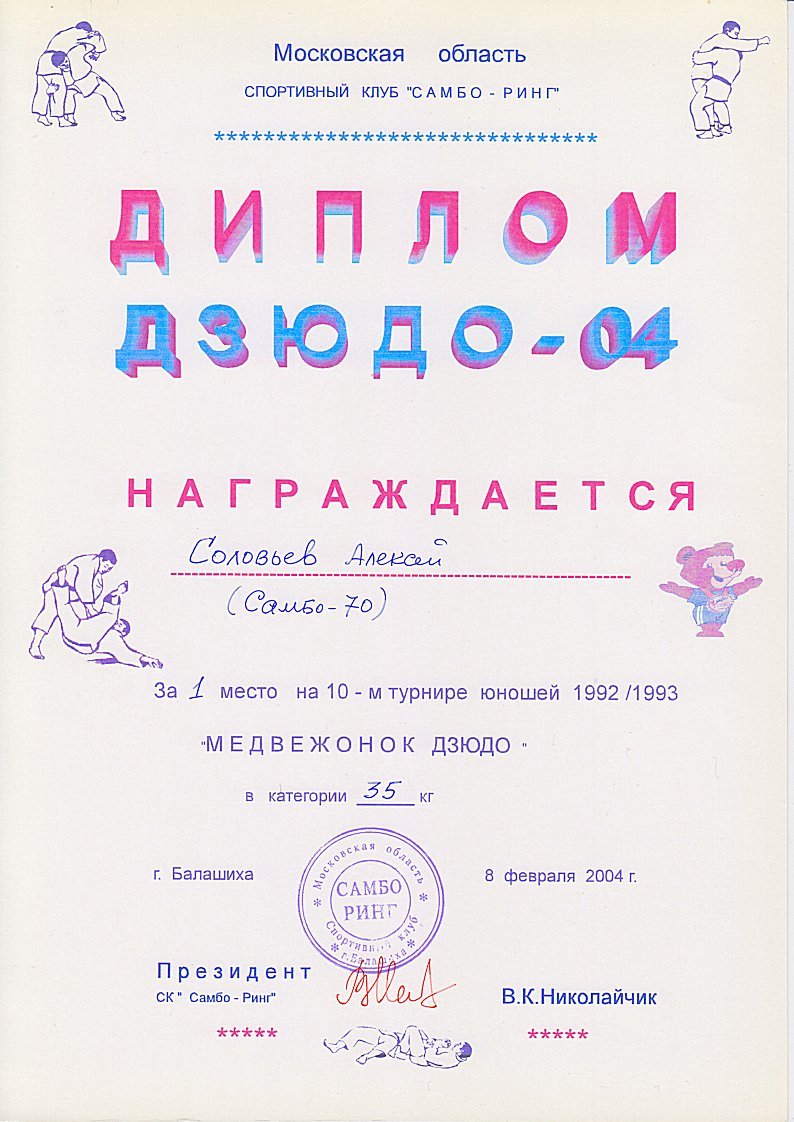 Московская область
СПОРТИВНЫЙ КЛУБ "САМБО - РИНГ"
*******************************
ДИПЛОМ
ДЗЮДО-04
НАГРАЖДАЕТСЯ
Соловьев Алексей
(Самбо-70)
За 1 место на 10 - м турнире юношей 1992 /1993
"МЕДВЕЖОНОК ДЗЮДО "
в категории 35 кг
* Московская область *
САМБО
РИНГ
Спортивный клуб
* г.Балашиха *
г. Балашиха
8 февраля 2004 г.
Президент
СК " Самбо - Ринг"
В.К.Николайчик
***** *****